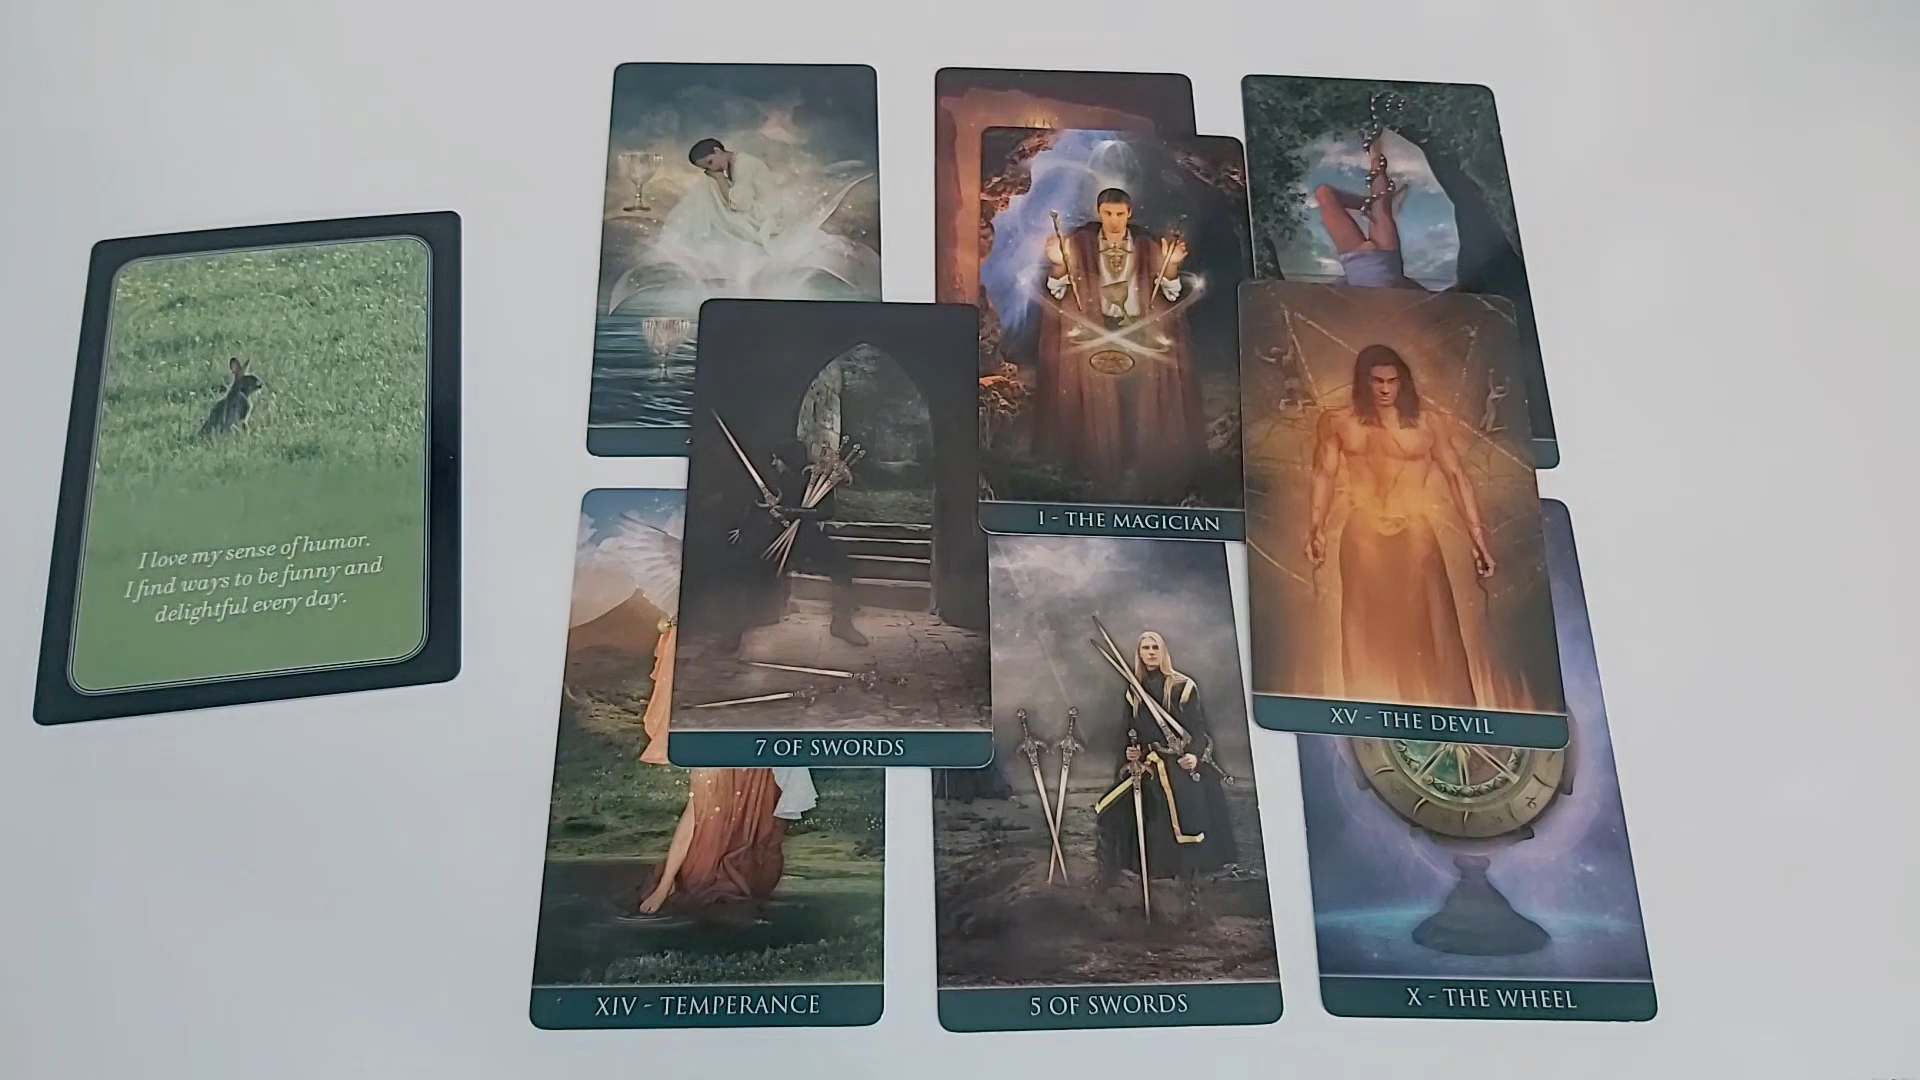 I love my sense of humor.
I find ways to be funny and
delightful every day.
I - THE MAGICIAN
7 OF SWORDS
XV - THE DEVIL
XIV - TEMPERANCE
5 OF SWORDS
X - THE WHEEL